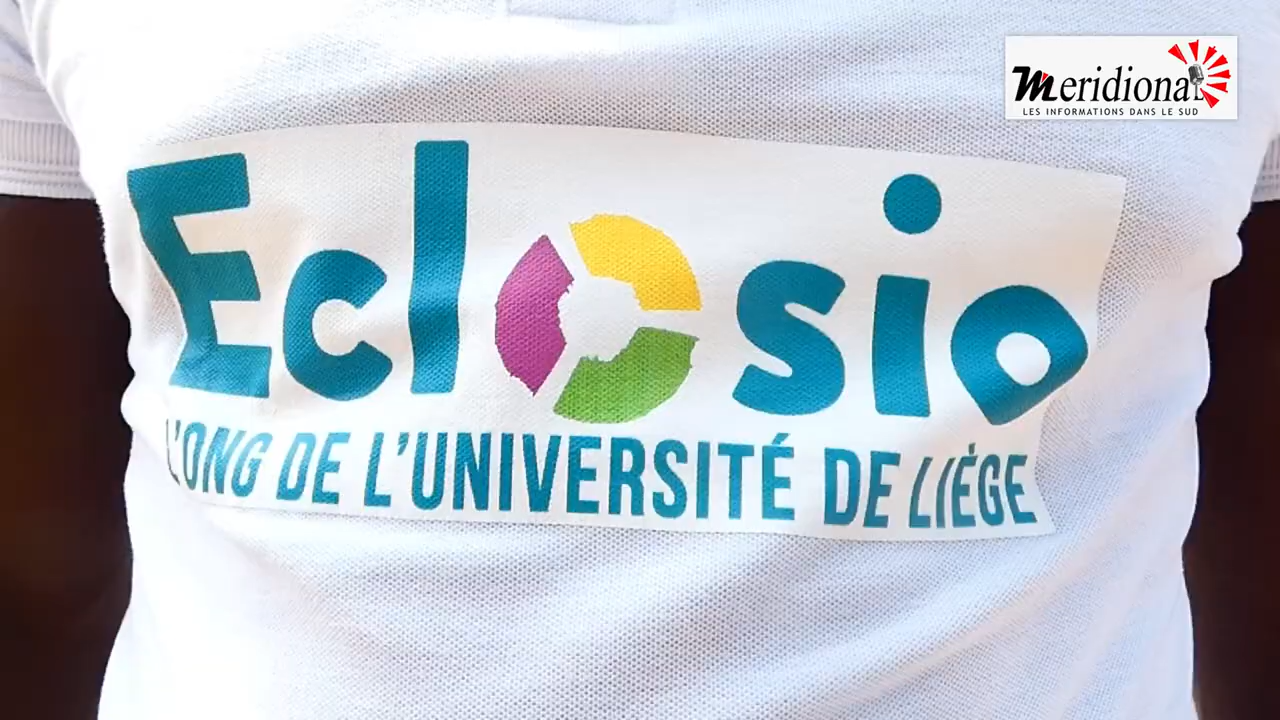 Meridional
LES INFORMATIONS DANS LE SUD
Eclosio
L'ONG DE L'UNIVERSITÉ DE LIÈGE